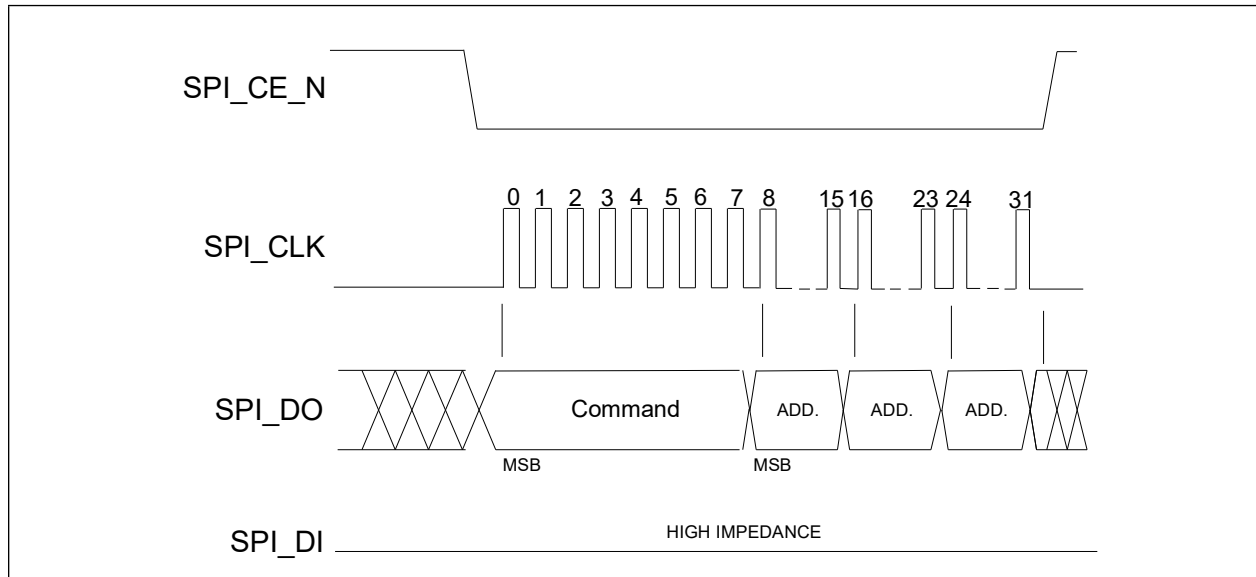 SPI_CE_N
0 1 2 3 4 5 6 7 8 15 16 23 24 31
SPI_CLK
SPI_DO
Command ADD. ADD. ADD.
MSB MSB
HIGH IMPEDANCE
SPI_DI